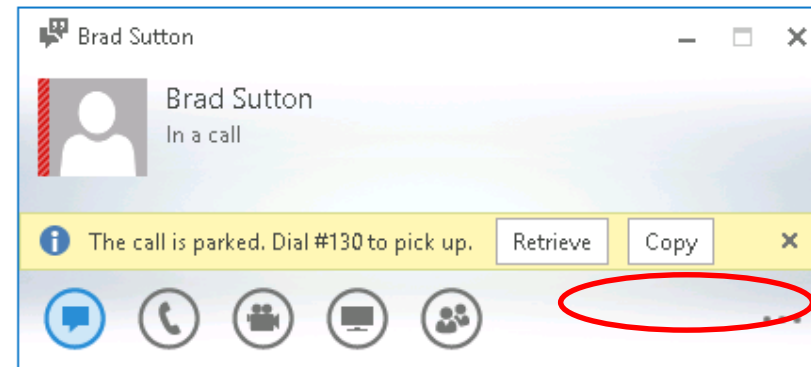 Brad Sutton
Brad Sutton
In a call
The call is parked. Dial #130 to pick up. Retrieve Copy